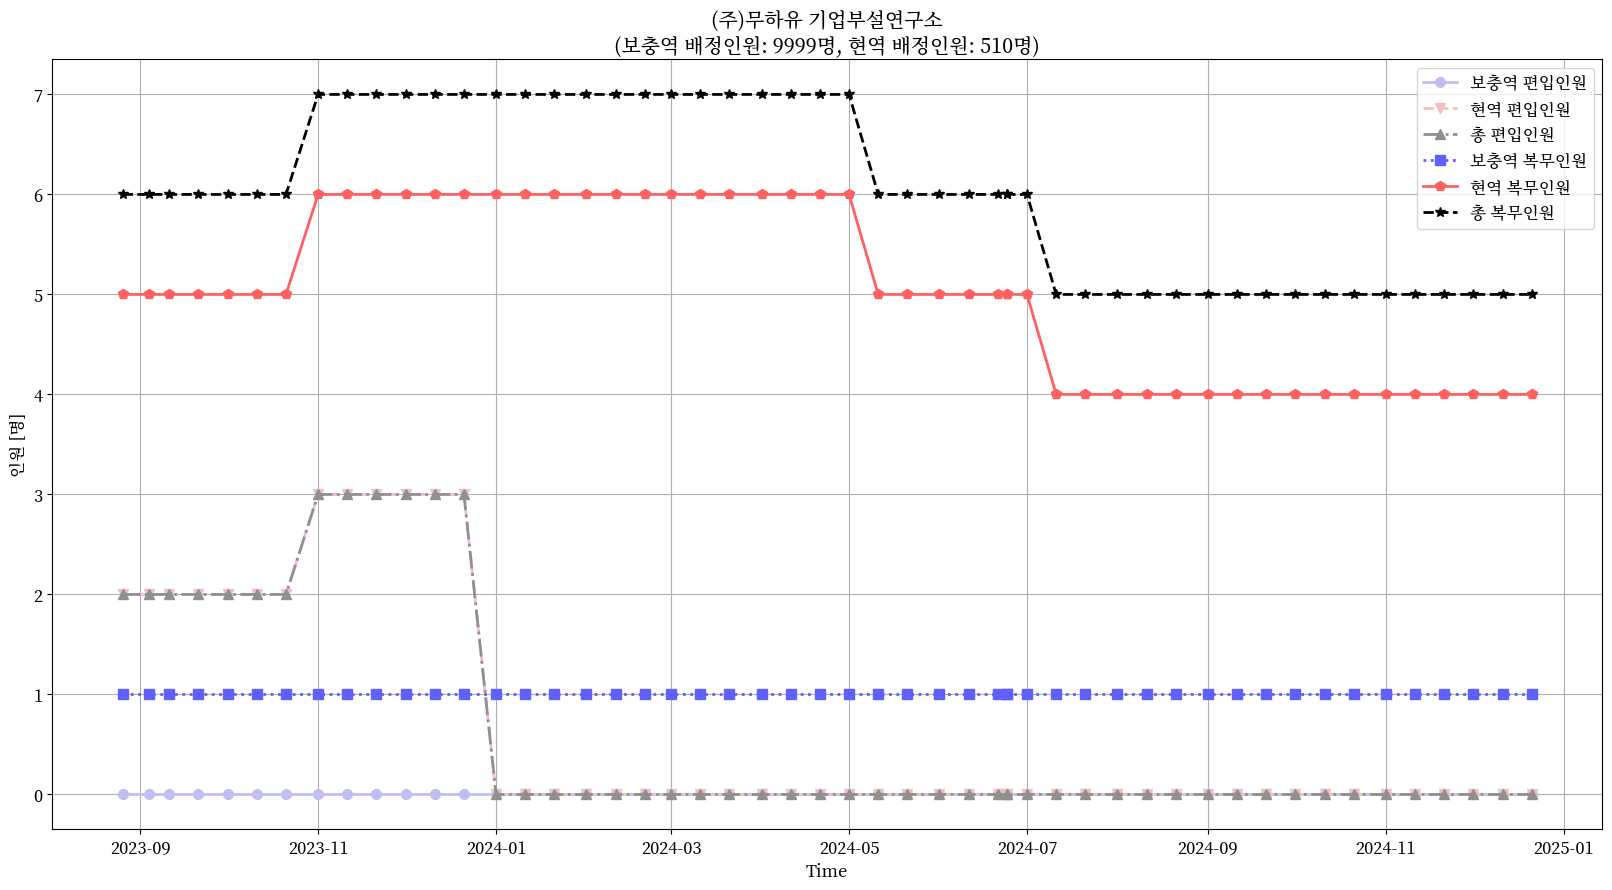 (주)무하유 기업부설연구소
(보충역 배정인원: 9999명, 현역 배정인원: 510명)
보충역 편입인원
현역 편입인원
총 편입인원
보충역 복무인원
현역 복무인원
총 복무인원
인원 [명]
7
6
5
4
3
2
1
0
2023-09
2023-11
2024-01
2024-03
2024-05
2024-07
2024-09
2024-11
2025-01
Time